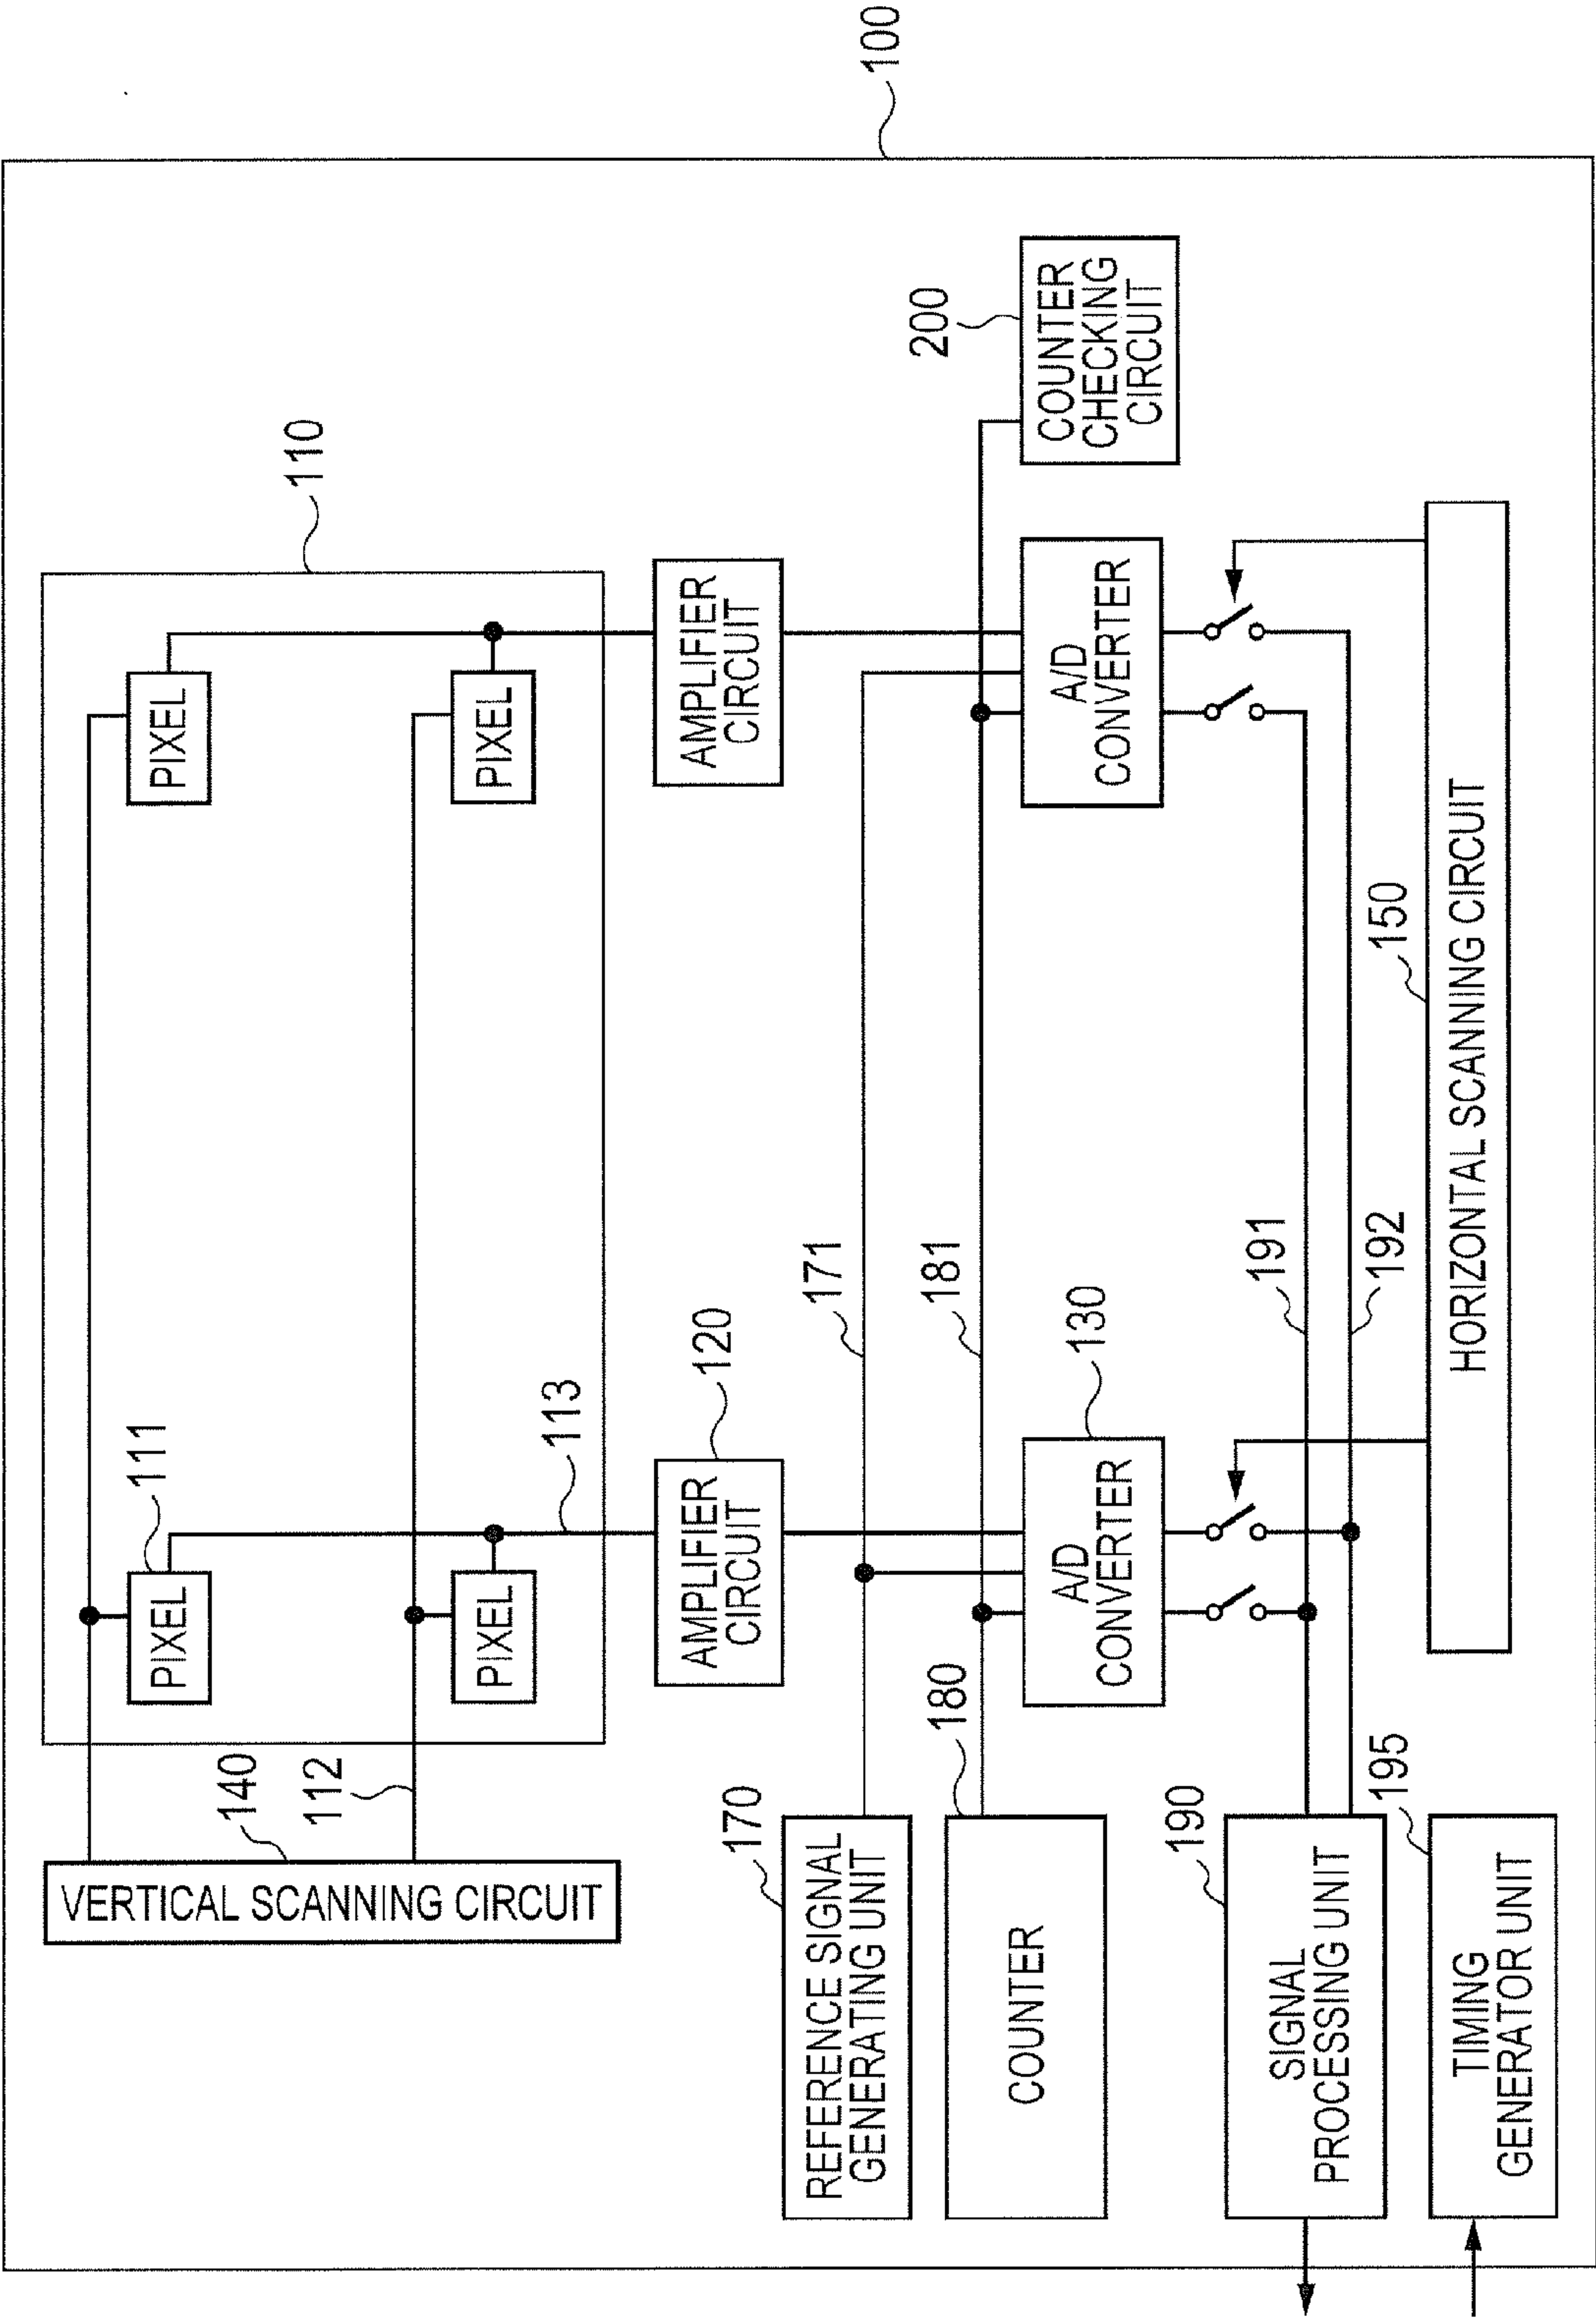 100
110
VERTICAL SCANNING CIRCUIT
140
112
PIXEL
111
PIXEL
PIXEL
113
PIXEL
AMPLIFIER
CIRCUIT
120
AMPLIFIER
CIRCUIT
REFERENCE SIGNAL
GENERATING UNIT
170
171
COUNTER
180
181
200
COUNTER
CHECKING
CIRCUIT
A/D
CONVERTER
130
A/D
CONVERTER
SIGNAL
PROCESSING UNIT
190
191
192
TIMING
GENERATOR UNIT
195
150
HORIZONTAL SCANNING CIRCUIT